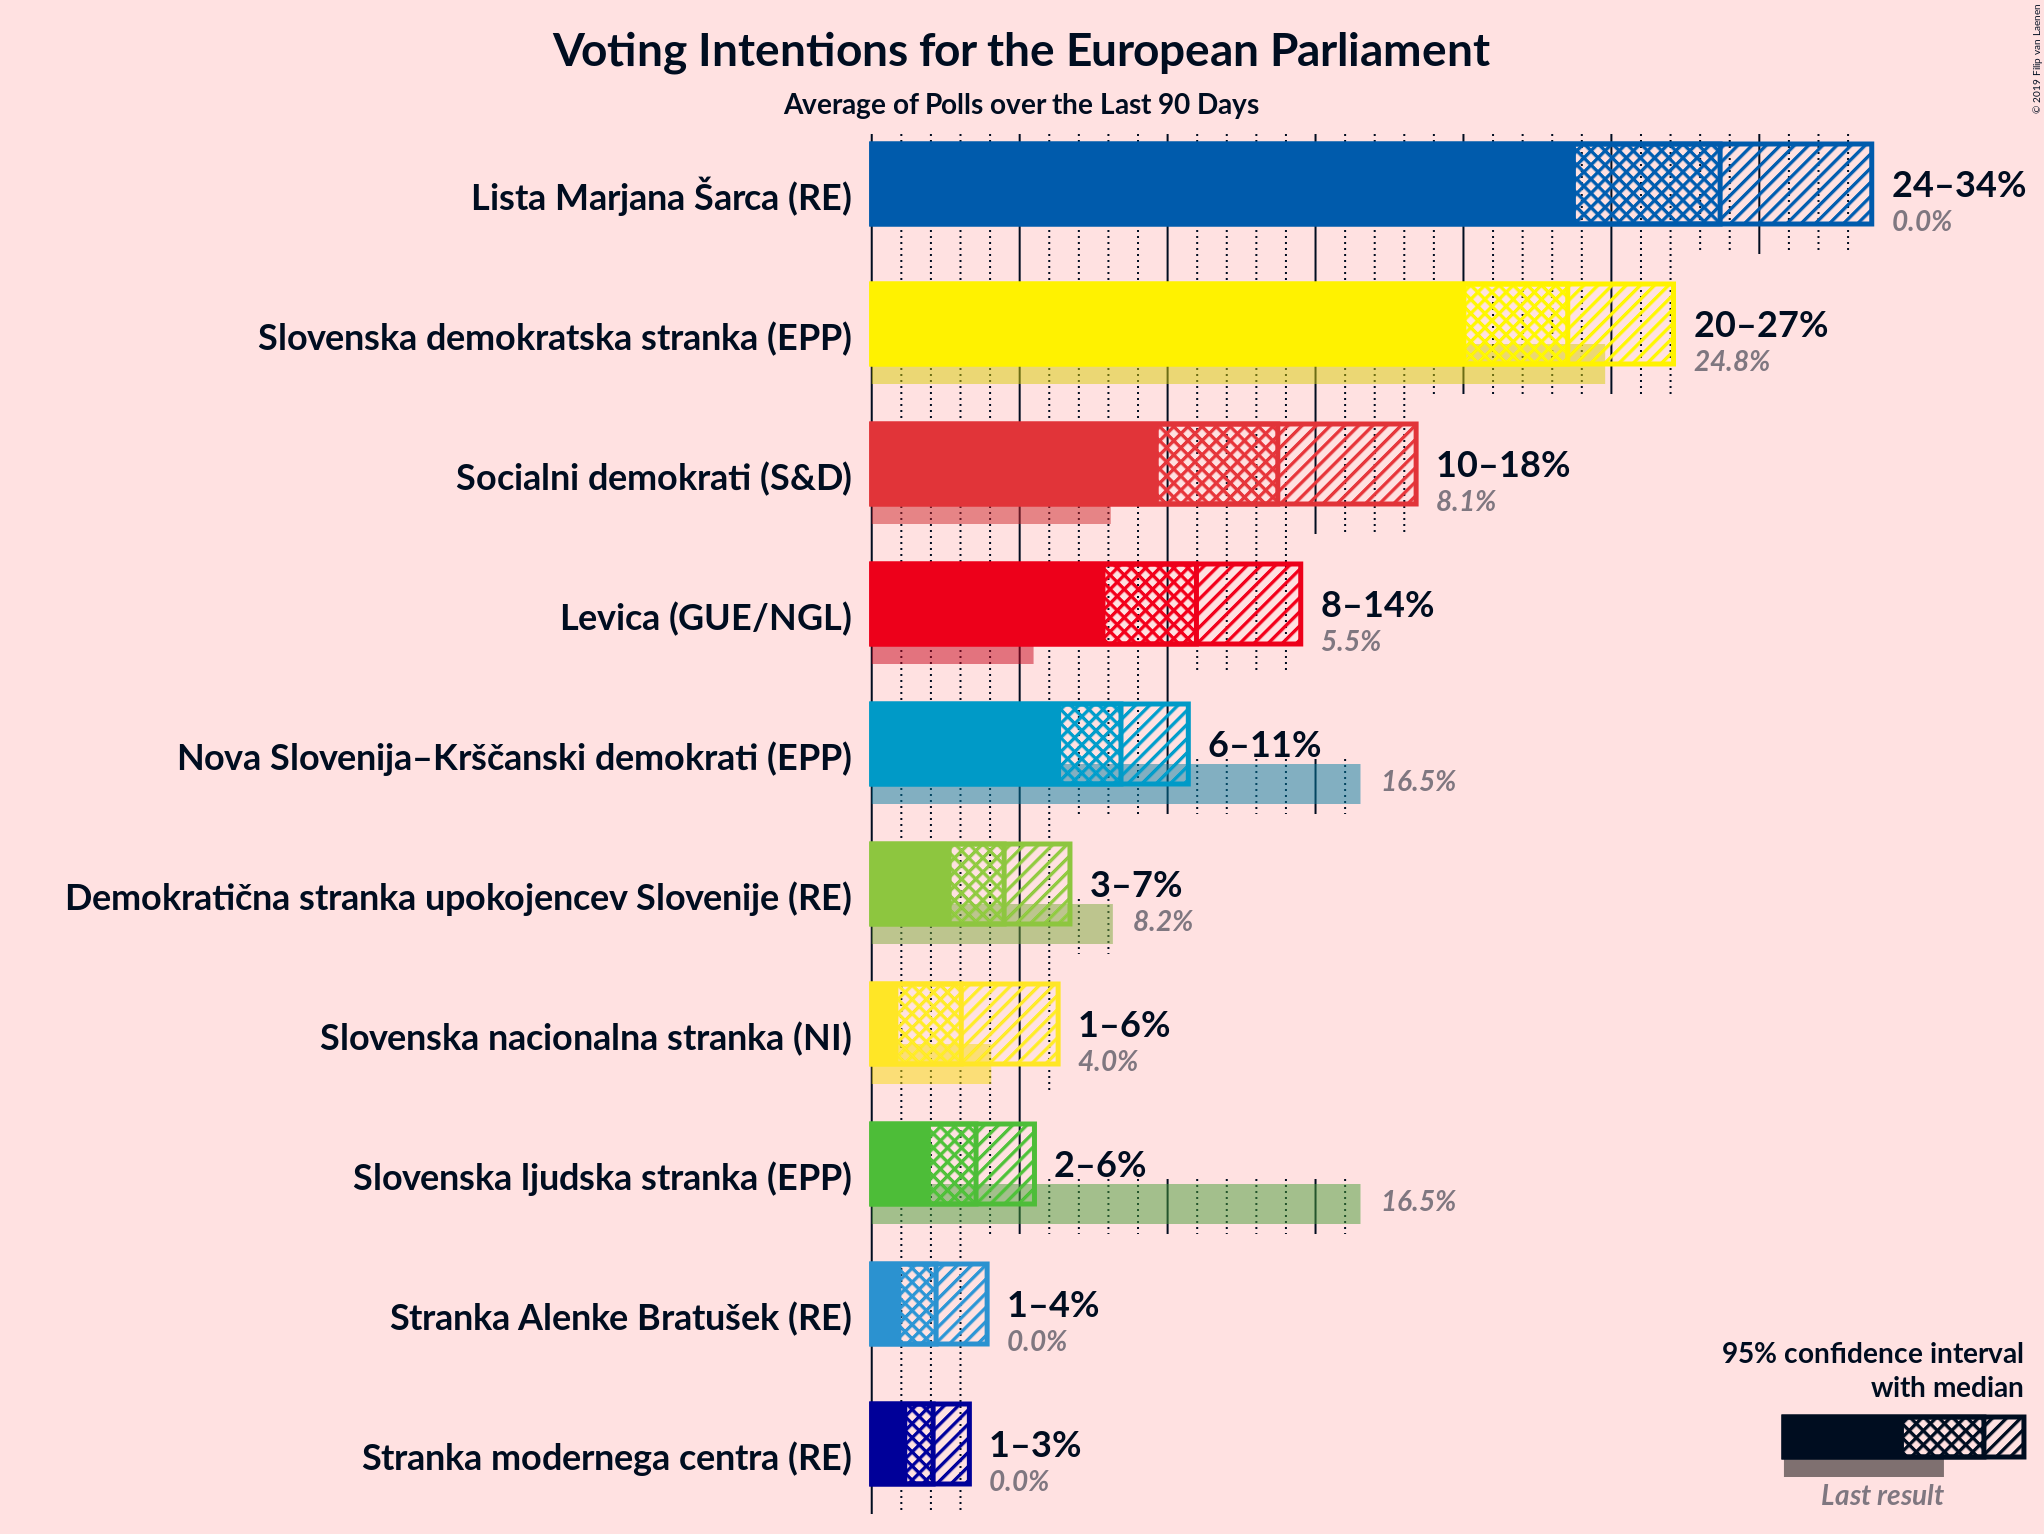 © 2019 Filip van Laenen
Voting Intentions for the European Parliament
Average of Polls over the Last 90 Days
Lista Marjana Šarca (RE)
24–34%
0.0%
Slovenska demokratska stranka (EPP)
20–27%
24.8%
Socialni demokrati (S&D)
10–18%
8.1%
Levica (GUE/NGL)
8–14%
5.5%
Nova Slovenija–Krščanski demokrati (EPP)
6–11%
16.5%
Demokratična stranka upokojencev Slovenije (RE)
3–7%
8.2%
Slovenska nacionalna stranka (NI)
1–6%
4.0%
Slovenska ljudska stranka (EPP)
2–6%
16.5%
Stranka Alenke Bratušek (RE)
1–4%
0.0%
Stranka modernega centra (RE)
1–3%
0.0%
95% confidence interval
with median
Last result